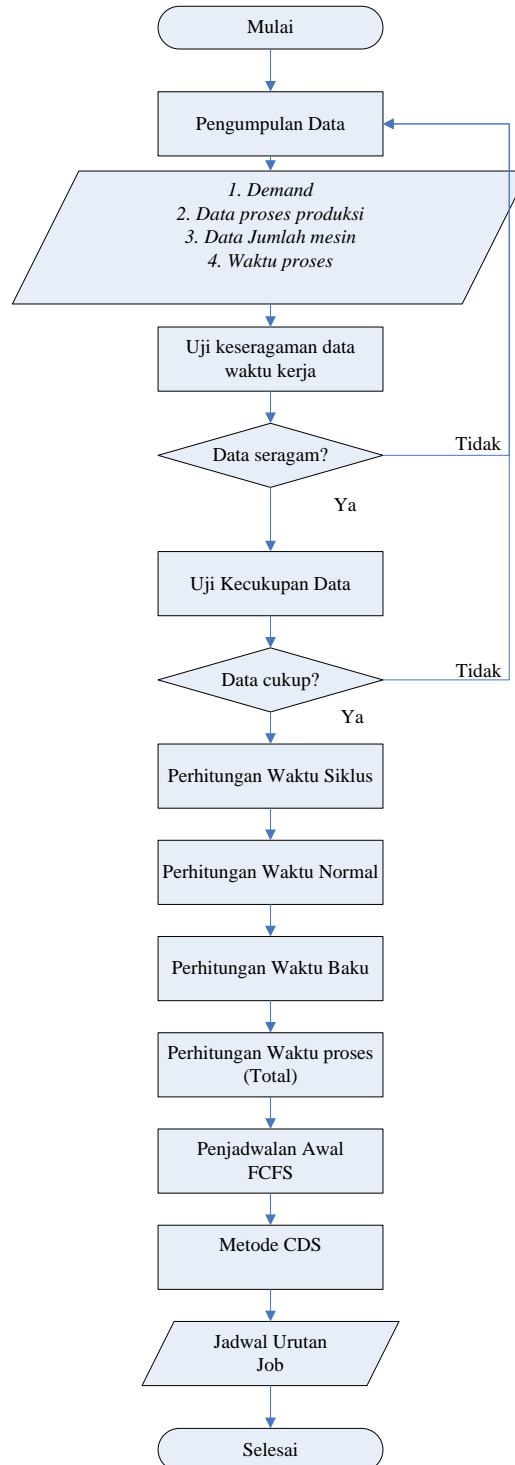 Mulai
Pengumpulan Data
1. Demand
2. Data proses produksi
3. Data Jumlah mesin
4. Waktu proses
Uji keseragaman data
waktu kerja
Data seragam?
Tidak
Ya
Uji Kecukupan Data
Data cukup?
Tidak
Ya
Perhitungan Waktu Siklus
Perhitungan Waktu Normal
Perhitungan Waktu Baku
Perhitungan Waktu proses
(Total)
Penjadwalan Awal
FCFS
Metode CDS
Jadwal Urutan
Job
Selesai